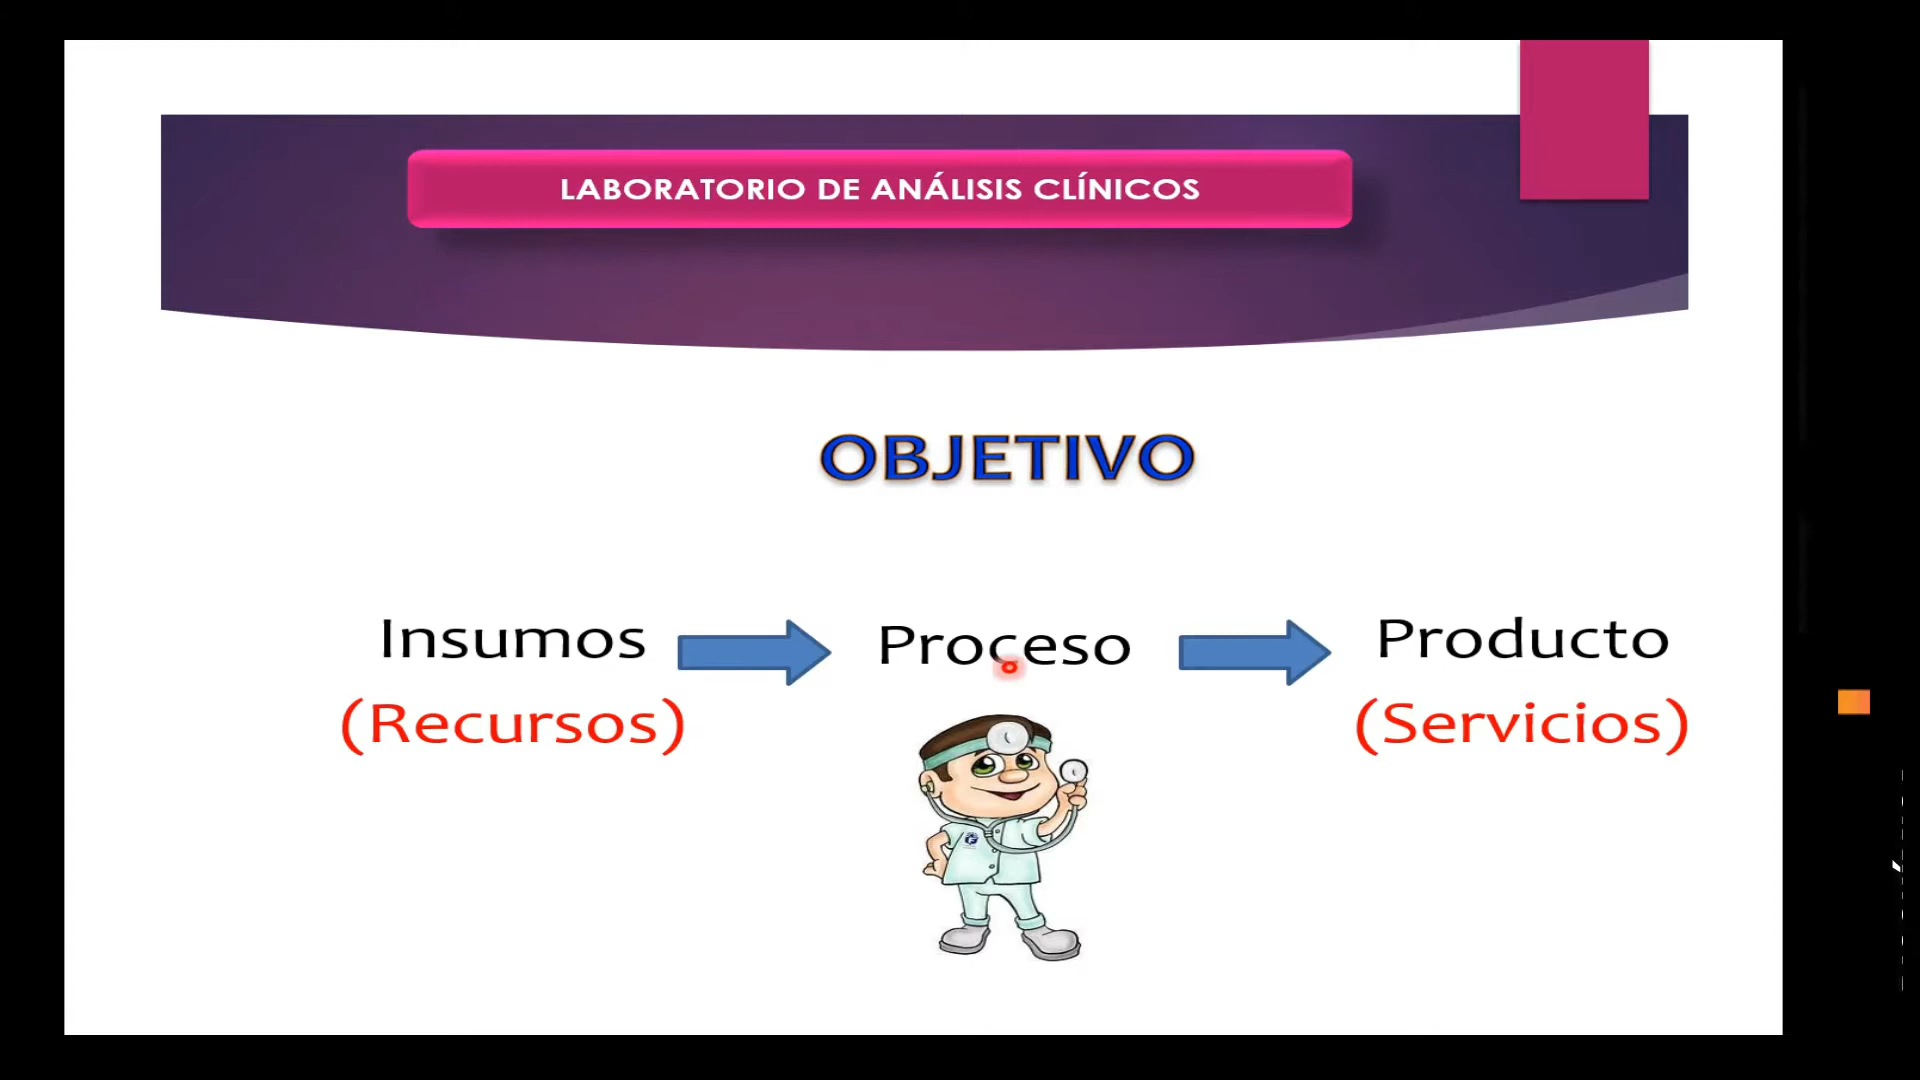 LABORATORIO DE ANÁLISIS CLÍNICOS
OBJETIVO
Insumos
Proceso
Producto
(Recursos)
(Servicios)